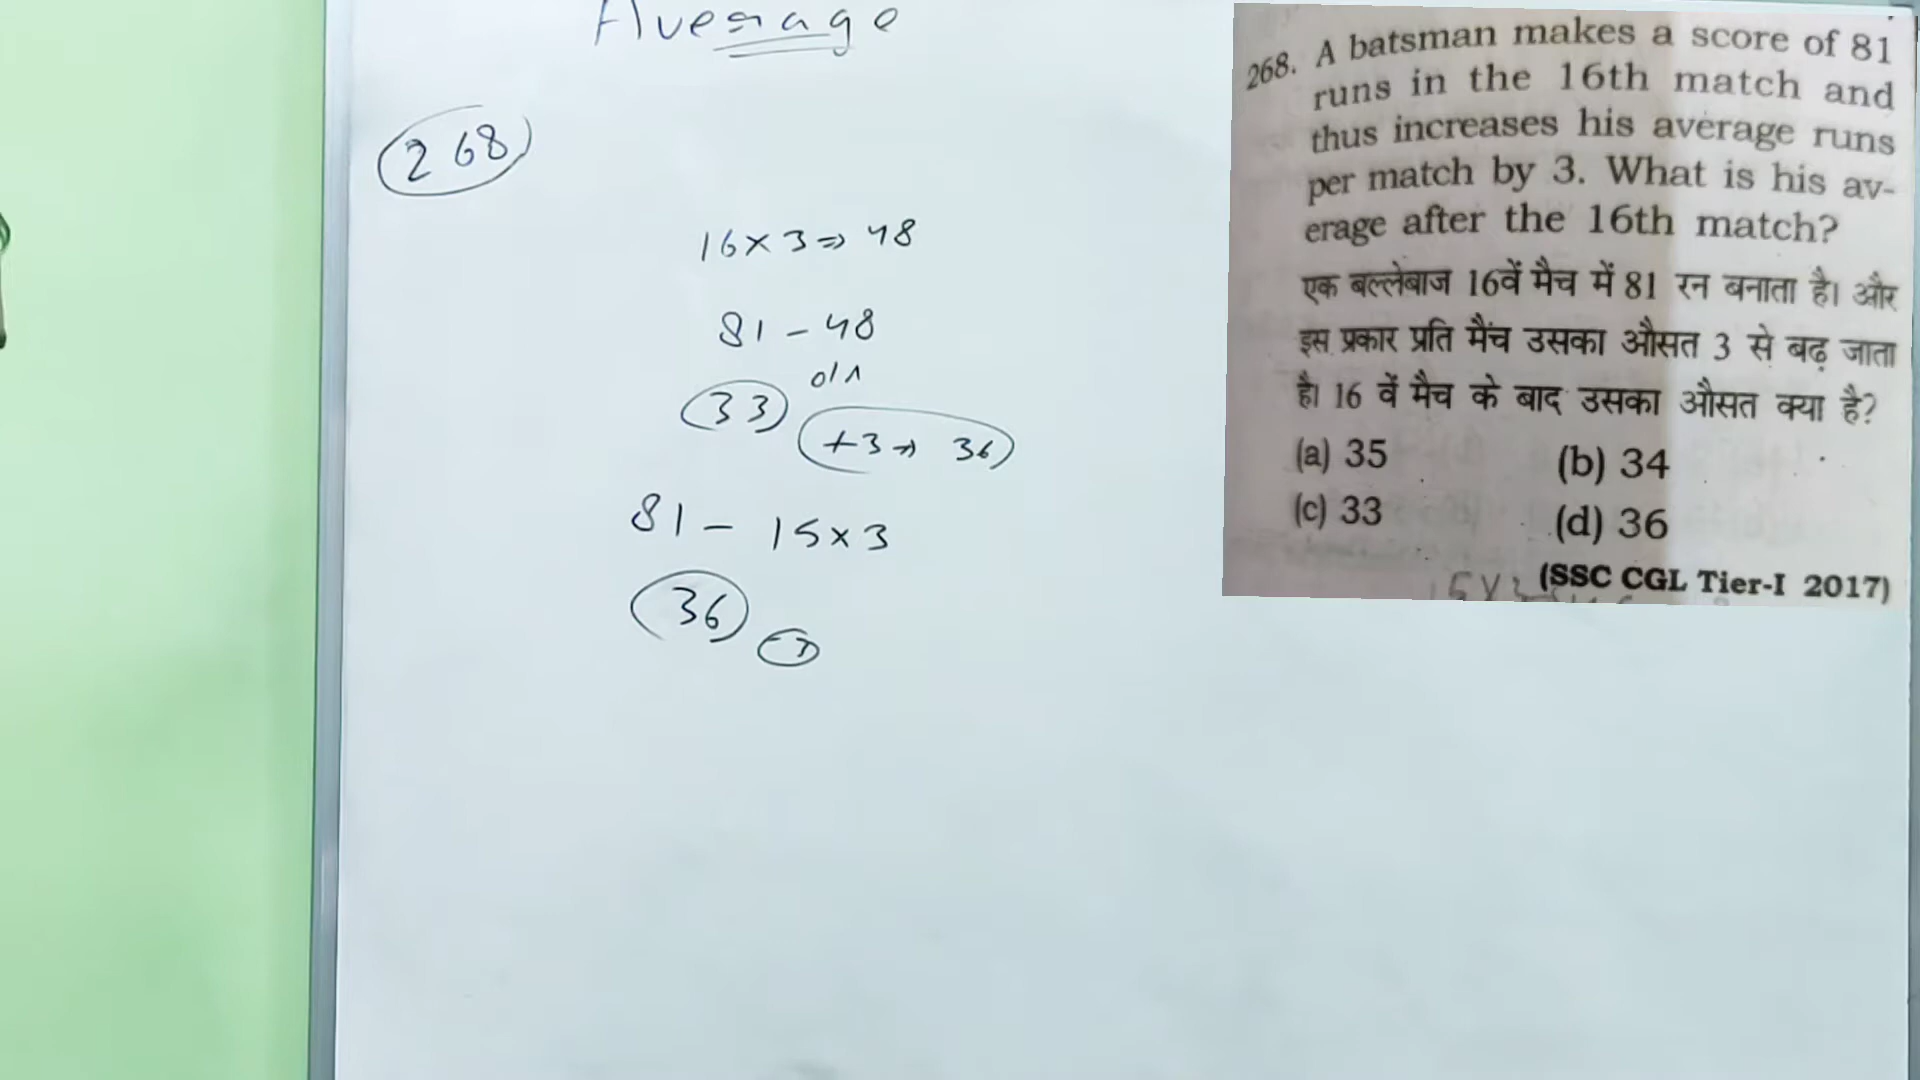 Average
268
16×3⇒48
81-48
33
+3→ 36
81- 15×3
36
268. A batsman makes a score of 81
runs in the 16th match and
thus increases his average runs
per match by 3. What is his av-
erage after the 16th match?
एक बल्लेबाज 16वें मैच में 81 रन बनाता है। और
इस प्रकार प्रति मैंच उसका औसत 3 से बढ़ जाता
है। 16 वें मैच के बाद उसका औसत क्या है?
(a) 35 (b) 34
(c) 33 (d) 36
(SSC CGL Tier-I 2017)